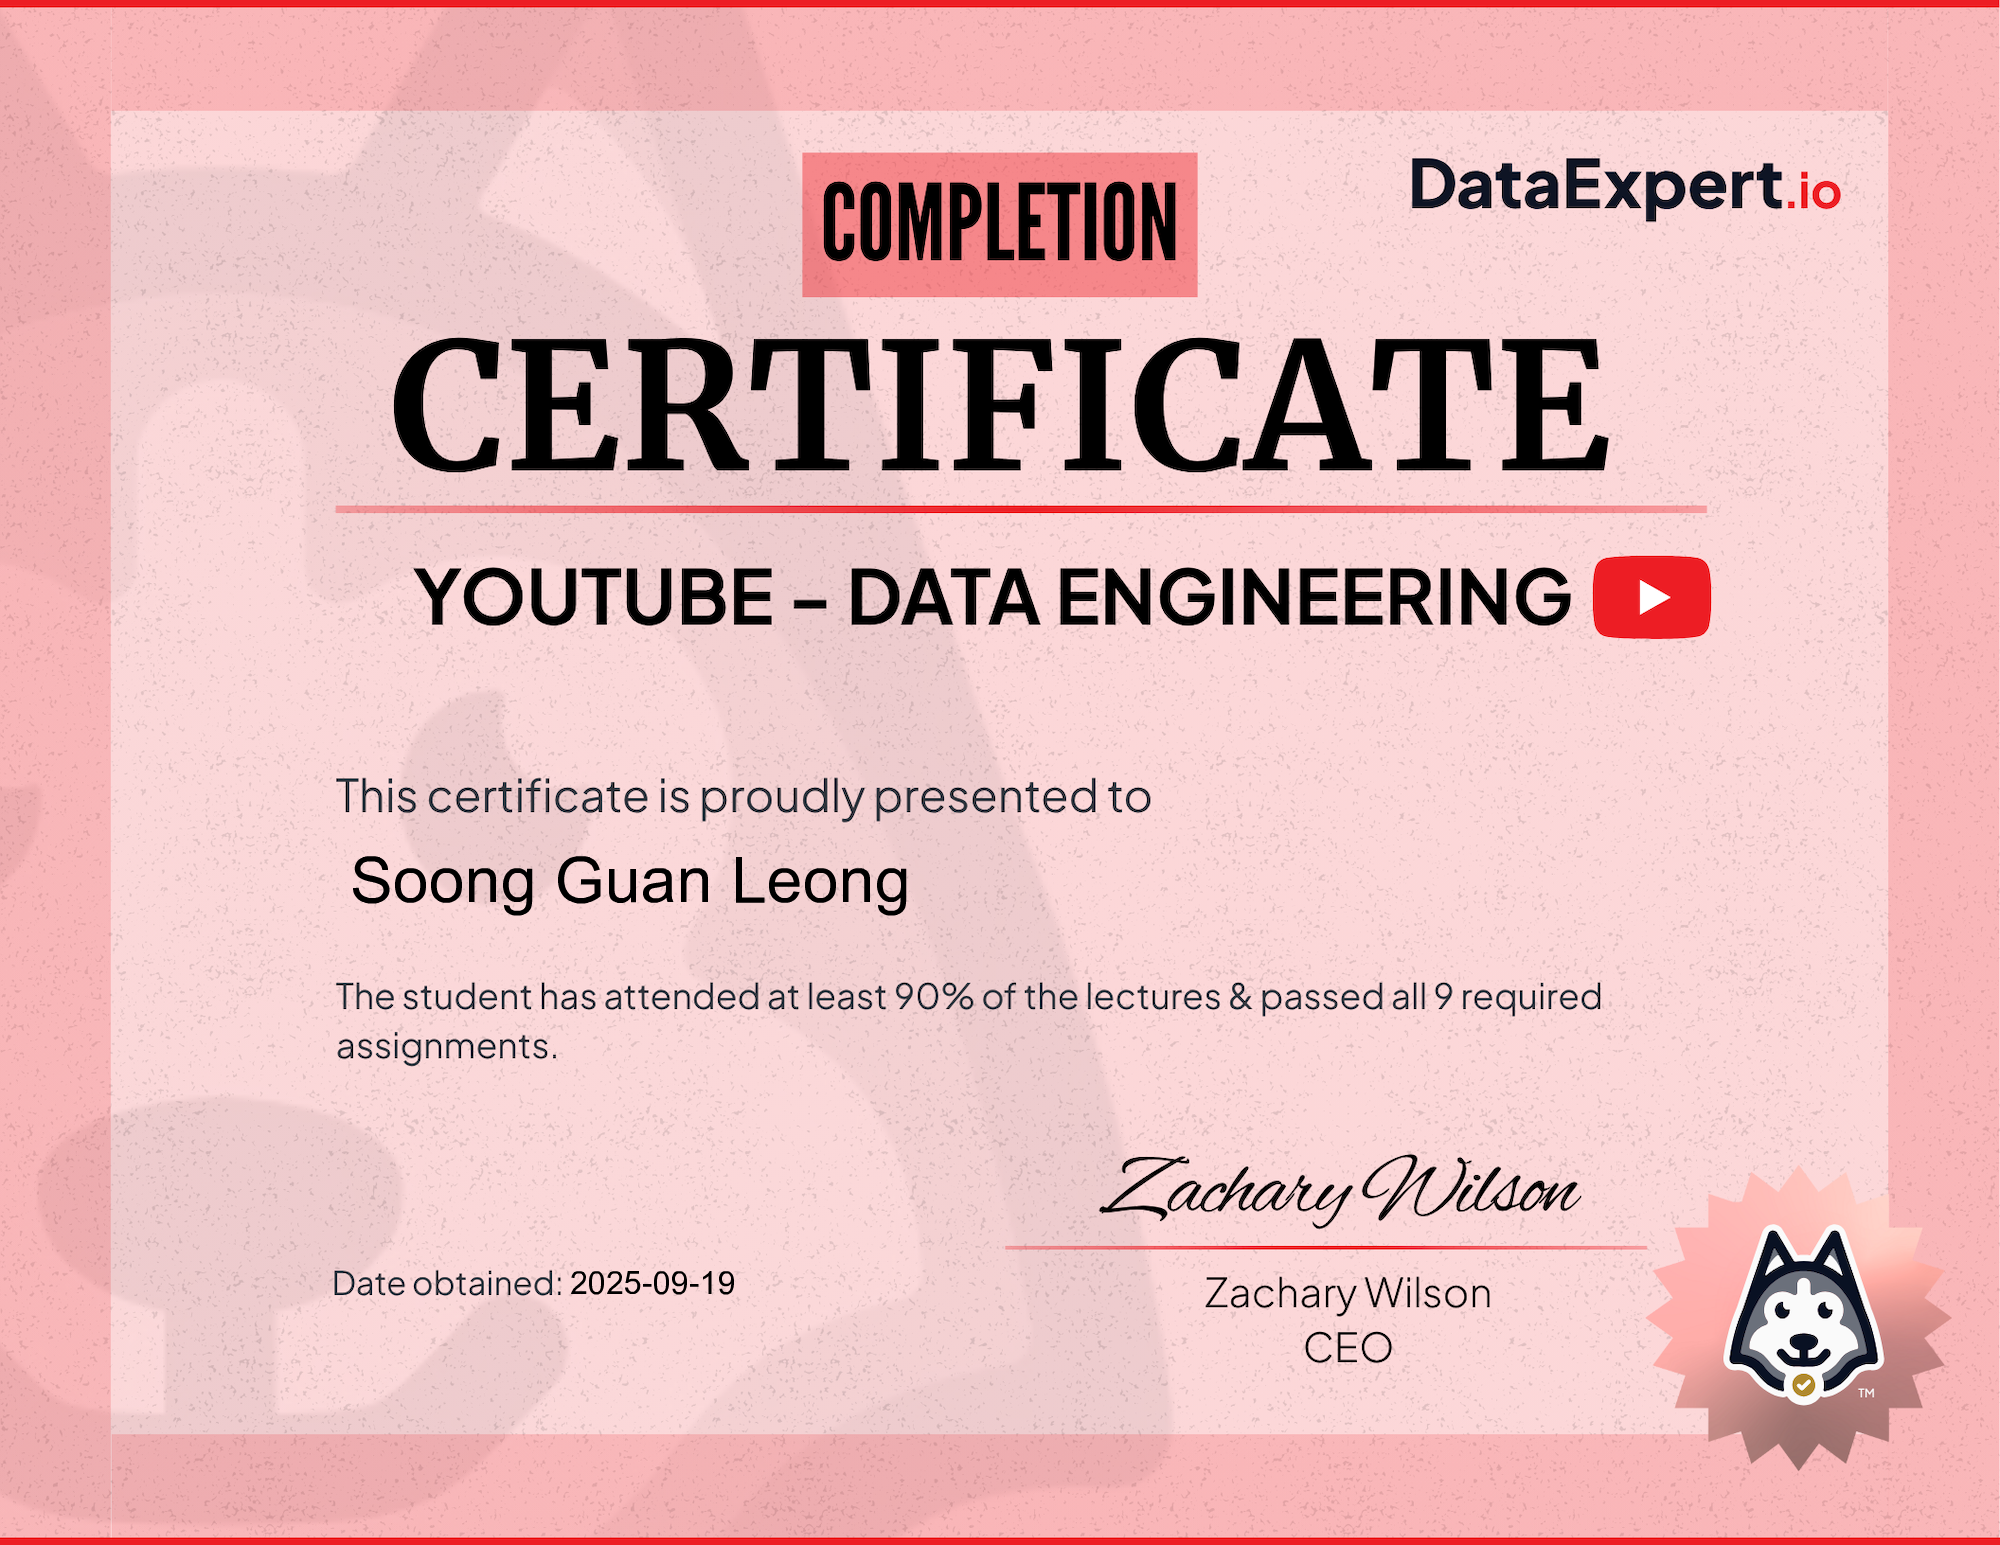 COMPLETION
DataExpert.io
CERTIFICATE
YOUTUBE – DATA ENGINEERING
This certificate is proudly presented to
Soong Guan Leong
The student has attended at least 90% of the lectures & passed all 9 required
assignments.
Zachary Wilson
Date obtained: 2025-09-19
Zachary Wilson
CEO
TM